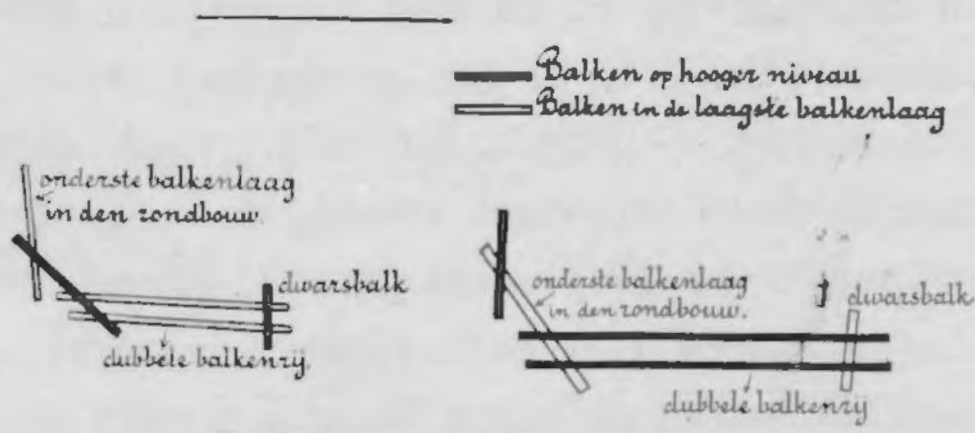 Balken op hooger niveau
Balken in de laagste balkenlaag
onderste balkenlaag
in den rondbouw.
dwarsbalk
dubbele balkenrij.
onderste balkenlaag
in den rondbouw.
dwarsbalk
dubbele balkenrij